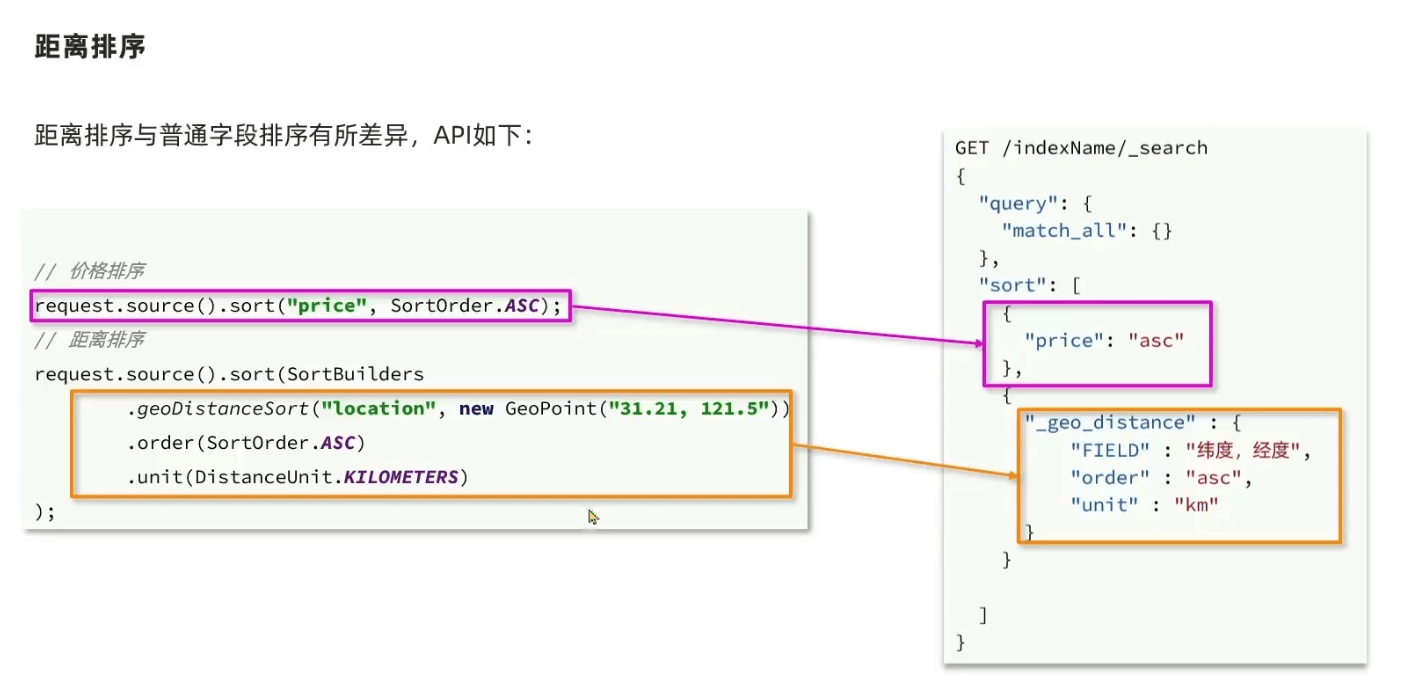 距离排序
距离排序与普通字段排序有所差异，API如下：
// 价格排序
request.source().sort("price", SortOrder.ASC);
// 距离排序
request.source().sort(SortBuilders
.geoDistanceSort("location", new GeoPoint("31.21, 121.5"))
.order(SortOrder.ASC)
.unit(DistanceUnit.KILOMETERS)
);
GET /indexName/_search
{
"query": {
"match_all": {}
},
"sort": [
{
"price": "asc"
},
{
"_geo_distance" : {
"FIELD" : "纬度，经度",
"order" : "asc",
"unit" : "km"
}
}
]
}